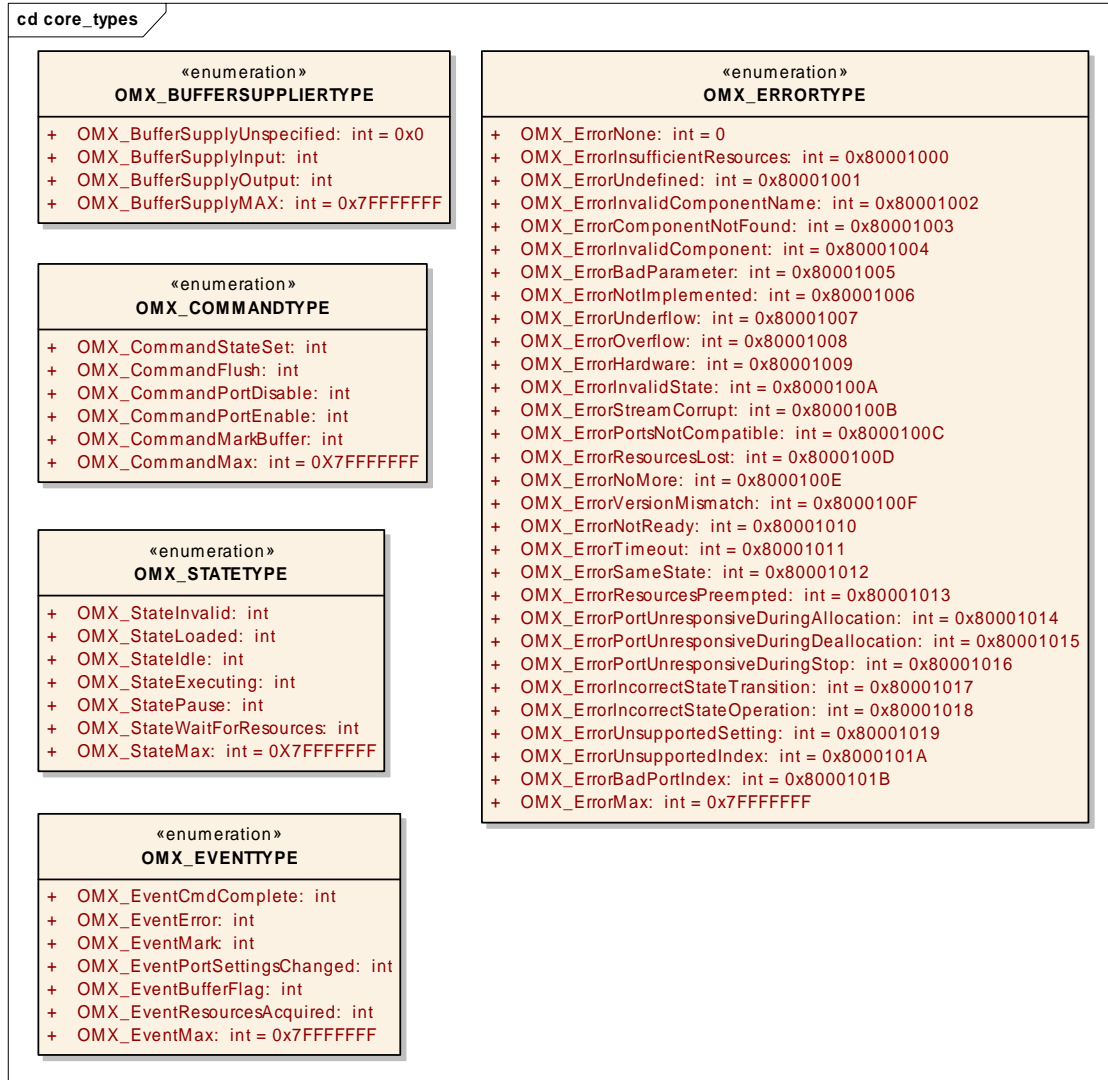 cd core_types
«enumeration»
OMX_BUFFERSUPPLIERTYPE
+ OMX_BufferSupplyUnspecified: int = 0x0
+ OMX_BufferSupplyInput: int
+ OMX_BufferSupplyOutput: int
+ OMX_BufferSupplyMAX: int = 0x7FFFFFFF
«enumeration»
OMX_COMMANDTYPE
+ OMX_CommandStateSet: int
+ OMX_CommandFlush: int
+ OMX_CommandPortDisable: int
+ OMX_CommandPortEnable: int
+ OMX_CommandMarkBuffer: int
+ OMX_CommandMax: int = 0X7FFFFFFF
«enumeration»
OMX_STATETYPE
+ OMX_StateInvalid: int
+ OMX_StateLoaded: int
+ OMX_StateIdle: int
+ OMX_StateExecuting: int
+ OMX_StatePause: int
+ OMX_StateWaitForResources: int
+ OMX_StateMax: int = 0X7FFFFFFF
«enumeration»
OMX_EVENTTYPE
+ OMX_EventCmdComplete: int
+ OMX_EventError: int
+ OMX_EventMark: int
+ OMX_EventPortSettingsChanged: int
+ OMX_EventBufferFlag: int
+ OMX_EventResourcesAcquired: int
+ OMX_EventMax: int = 0x7FFFFFFF
«enumeration»
OMX_ERRORTYPE
+ OMX_ErrorNone: int = 0
+ OMX_ErrorInsufficientResources: int = 0x80001000
+ OMX_ErrorUndefined: int = 0x80001001
+ OMX_ErrorInvalidComponentName: int = 0x80001002
+ OMX_ErrorComponentNotFound: int = 0x80001003
+ OMX_ErrorInvalidComponent: int = 0x80001004
+ OMX_ErrorBadParameter: int = 0x80001005
+ OMX_ErrorNotImplemented: int = 0x80001006
+ OMX_ErrorUnderflow: int = 0x80001007
+ OMX_ErrorOverflow: int = 0x80001008
+ OMX_ErrorHardware: int = 0x80001009
+ OMX_ErrorInvalidState: int = 0x8000100A
+ OMX_ErrorStreamCorrupt: int = 0x8000100B
+ OMX_ErrorPortsNotCompatible: int = 0x8000100C
+ OMX_ErrorResourcesLost: int = 0x8000100D
+ OMX_ErrorNoMore: int = 0x8000100E
+ OMX_ErrorVersionMismatch: int = 0x8000100F
+ OMX_ErrorNotReady: int = 0x80001010
+ OMX_ErrorTimeout: int = 0x80001011
+ OMX_ErrorSameState: int = 0x80001012
+ OMX_ErrorResourcesPreempted: int = 0x80001013
+ OMX_ErrorPortUnresponsiveDuringAllocation: int = 0x80001014
+ OMX_ErrorPortUnresponsiveDuringDeallocation: int = 0x80001015
+ OMX_ErrorPortUnresponsiveDuringStop: int = 0x80001016
+ OMX_ErrorIncorrectStateTransition: int = 0x80001017
+ OMX_ErrorIncorrectStateOperation: int = 0x80001018
+ OMX_ErrorUnsupportedSetting: int = 0x80001019
+ OMX_ErrorUnsupportedIndex: int = 0x8000101A
+ OMX_ErrorBadPortIndex: int = 0x8000101B
+ OMX_ErrorMax: int = 0x7FFFFFFF